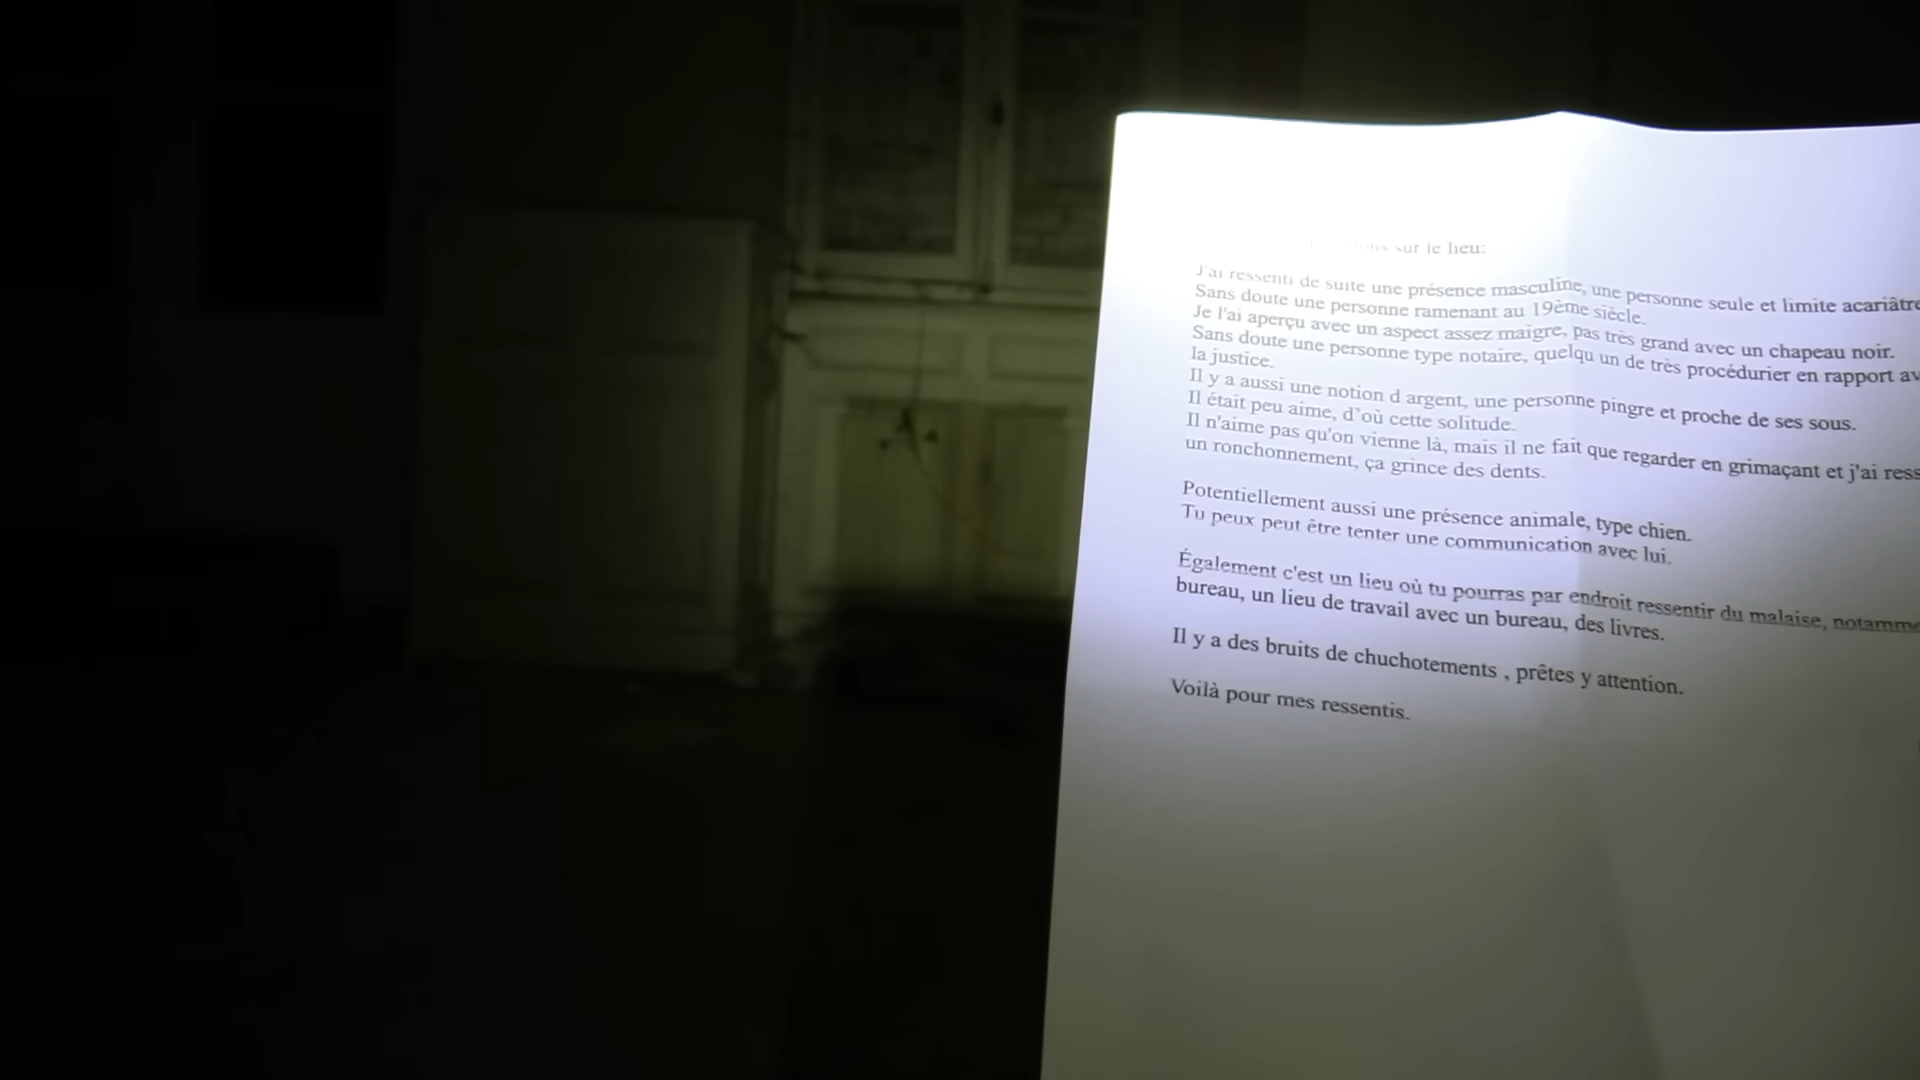 sur le lieu:
J'ai ressenti de suite une présence masculine, une personne seule et limite acariâtre
Sans doute une personne ramenant au 19ème siècle.
Je l'ai aperçu avec un aspect assez maigre, pas très grand avec un chapeau noir.
Sans doute une personne type notaire, quelqu un de très procédurier en rapport av
la justice.
Il y a aussi une notion d argent, une personne pingre et proche de ses sous.
Il était peu aime, d’où cette solitude.
Il n'aime pas qu'on vienne là, mais il ne fait que regarder en grimaçant et j'ai ress
un ronchonnement, ça grince des dents.
Potentiellement aussi une présence animale, type chien.
Tu peux peut être tenter une communication avec lui.
Également c'est un lieu où tu pourras par endroit ressentir du malaise, notamme
bureau, un lieu de travail avec un bureau, des livres.
Il y a des bruits de chuchotements , prêtes y attention.
Voilà pour mes ressentis.